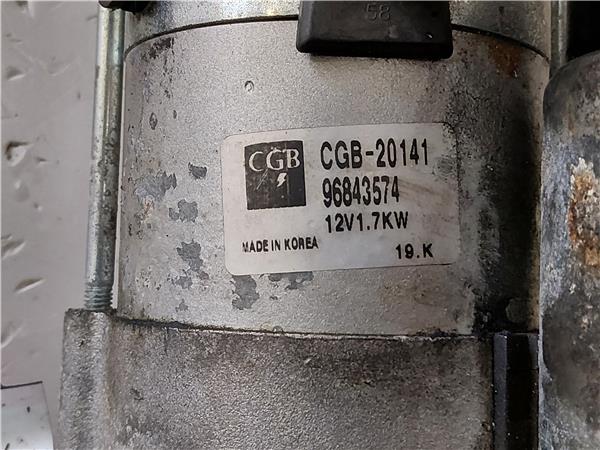 58
CGB
CGB-20141
96843574
12V1.7KW
MADE IN KOREA
19.K